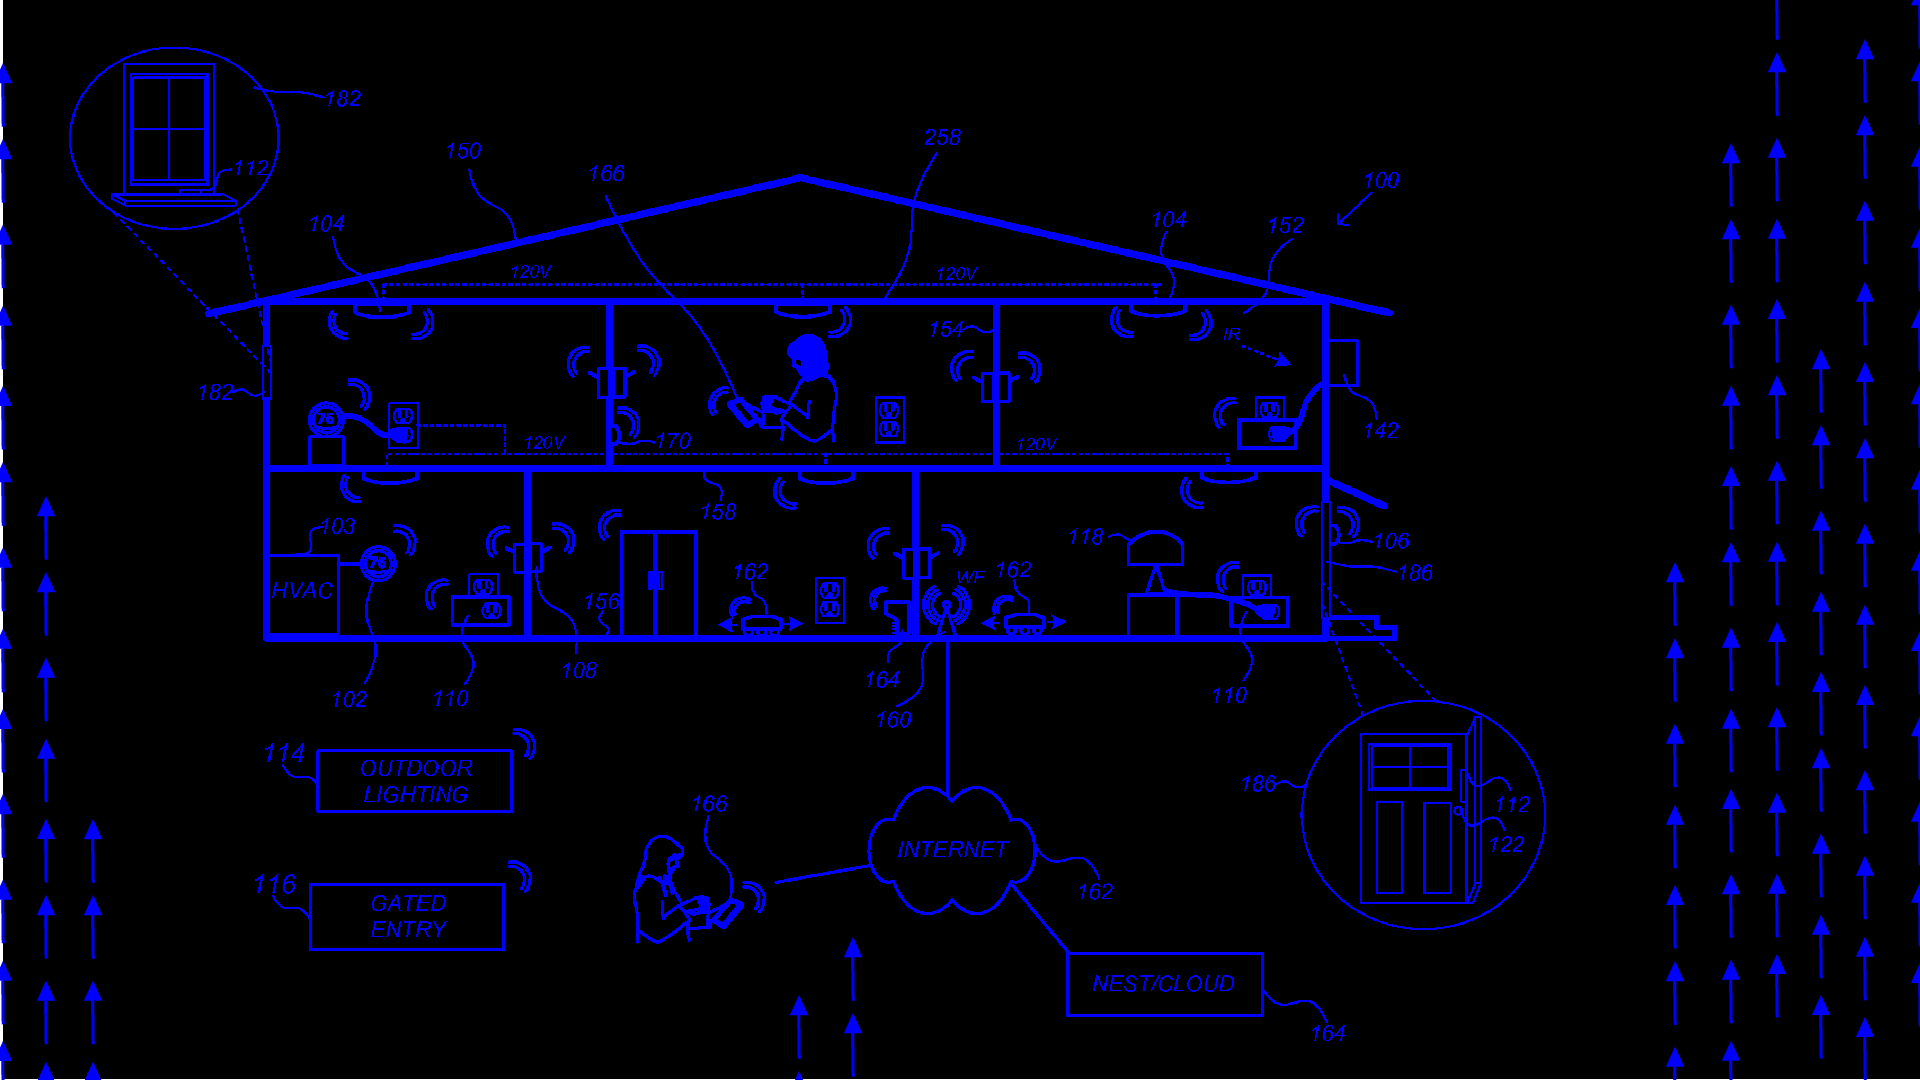 182
112
150
166
258
100
104
104
152
120V
120V
154
IR
182
76
170
142
120V
120V
158
103
118
106
76
HVAC
162
WF
162
186
156
108
164
102
110
160
110
114
OUTDOOR
LIGHTING
186
166
112
122
INTERNET
162
116
GATED
ENTRY
NEST/CLOUD
164